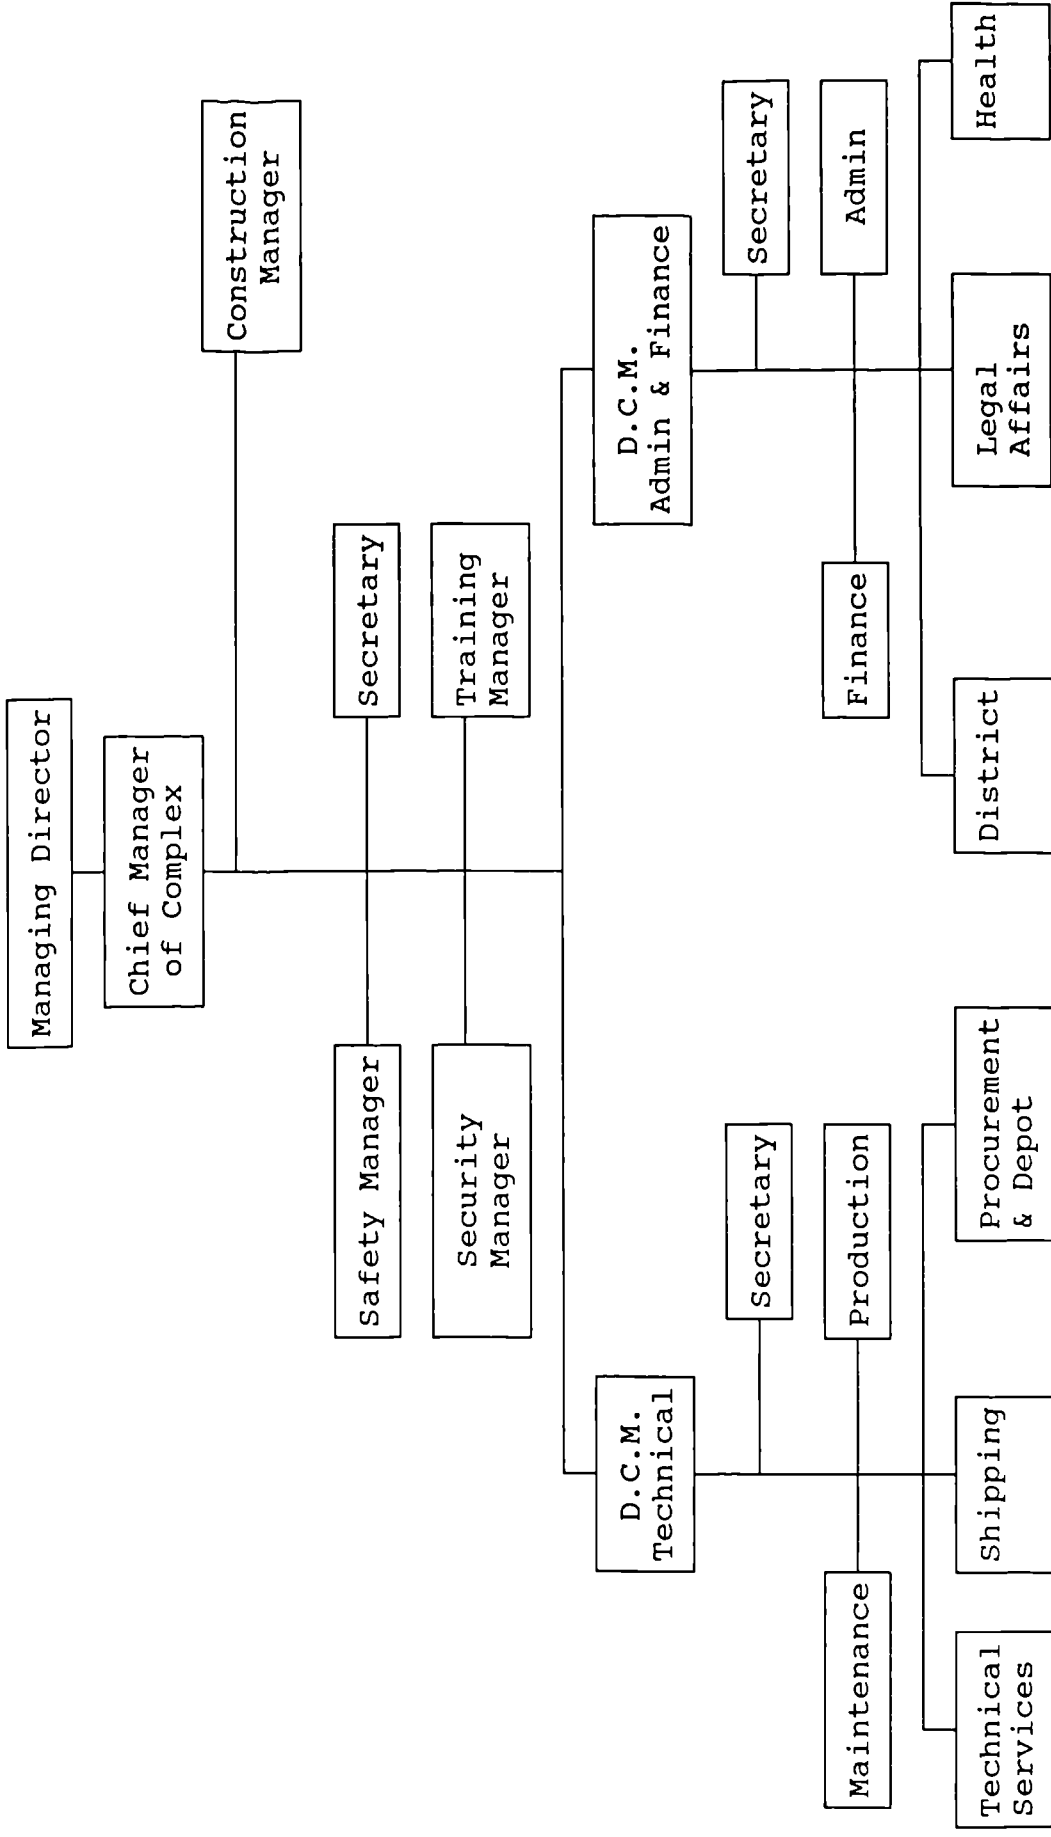 Managing Director
Chief Manager
of Complex
Construction
Manager
Safety Manager
Secretary
Security
Manager
Training
Manager
D.C.M.
Technical
D.C.M.
Admin & Finance
Secretary
Secretary
Maintenance
Production
Finance
Admin
Technical
Services
Shipping
Procurement
& Depot
District
Legal
Affairs
Health